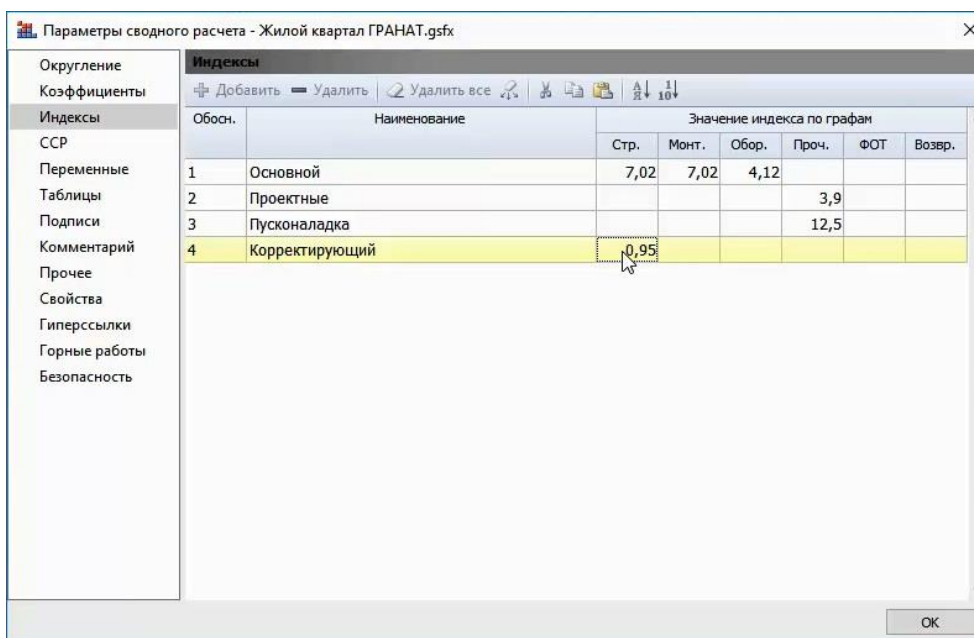 Параметры сводного расчета - Жилой квартал ГРАНАТ.gsfx
Округление
Коэффициенты
Индексы
ССР
Переменные
Таблицы
Подписи
Комментарий
Прочее
Свойства
Гиперссылки
Горные работы
Безопасность
Индексы
Добавить Удалить Удалить все
Обосн. Наименование Значение индекса по графам
Стр. Монт. Обор. Проч. ФОТ Возвр.
1 Основной 7,02 7,02 4,12
2 Проектные 3,9
3 Пусконаладка 12,5
4 Корректирующий 0,95
OK